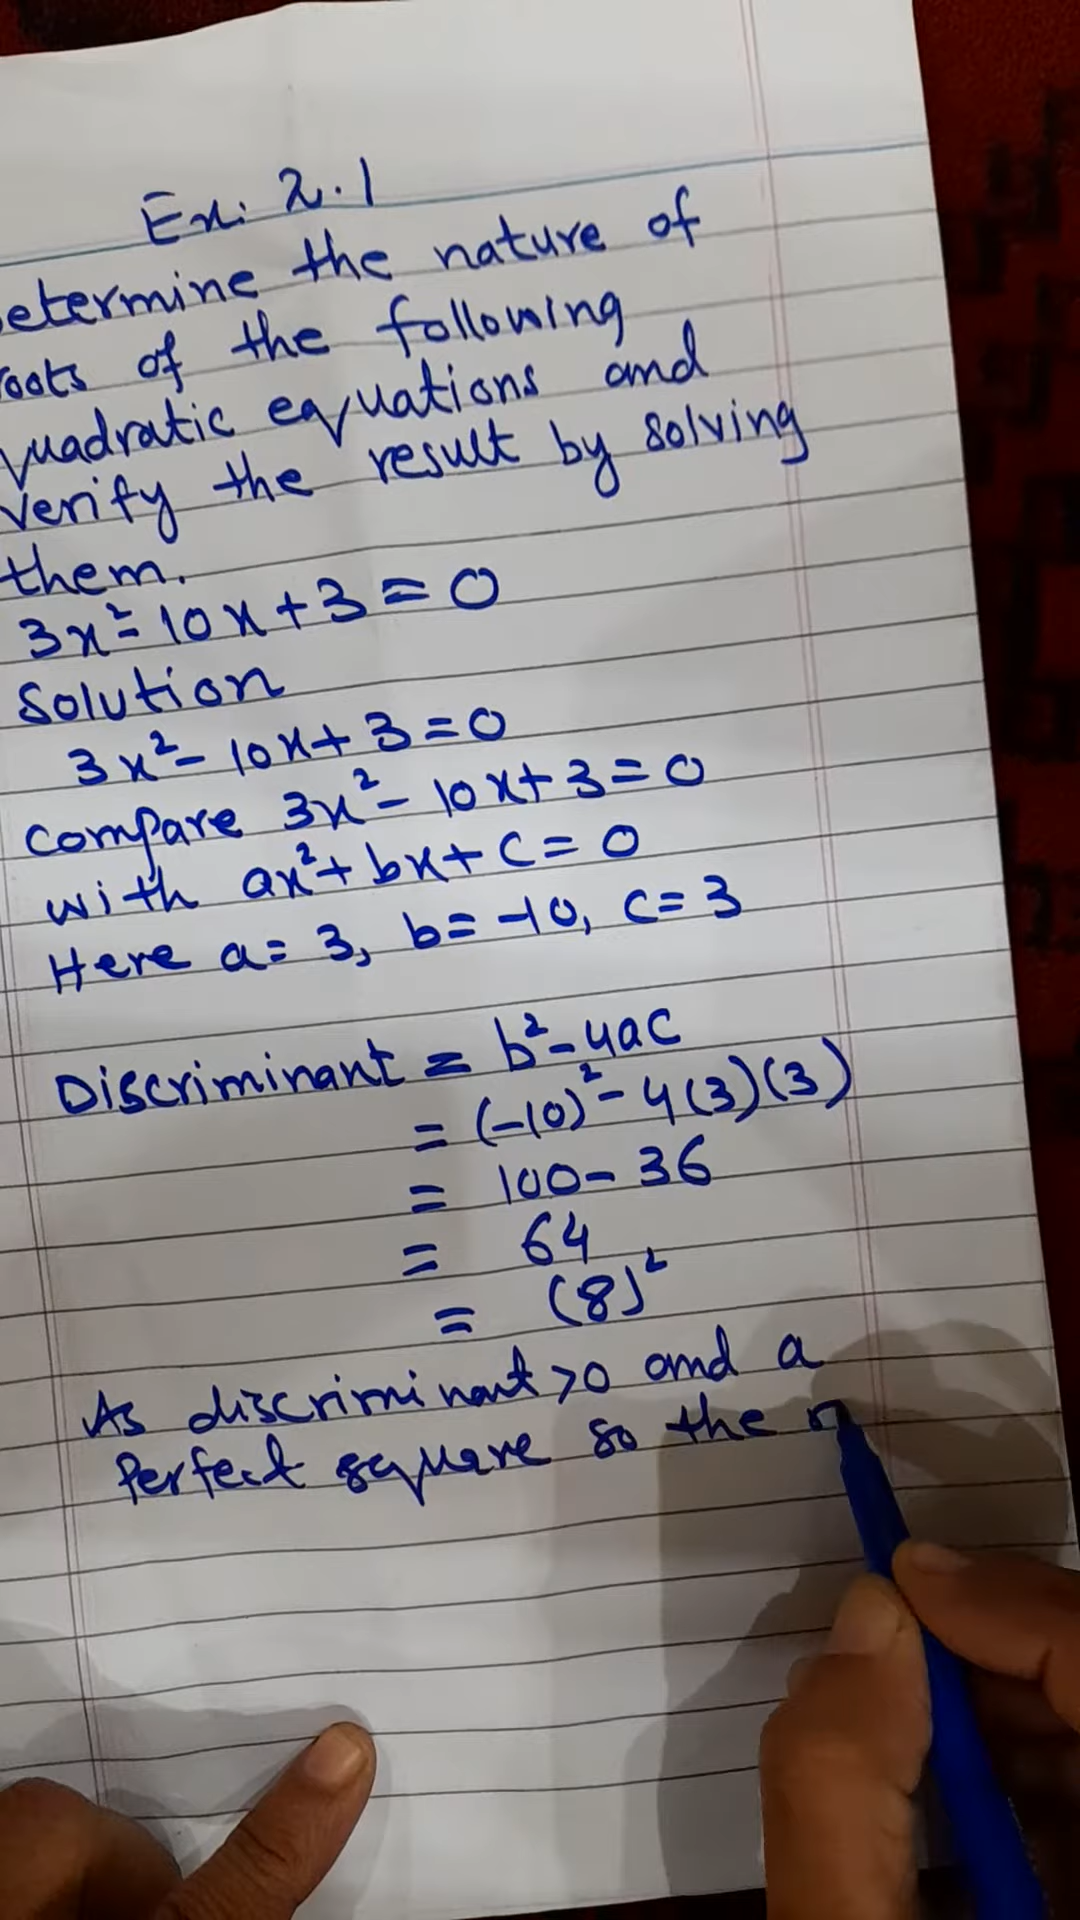 Ex: 2.1
etermine the nature of
oots of the following
quadratic equations and
Verify the result by solving
them.
3x²-10x+3=0
Solution
3x²-10x+3=0
Compare 3x²-10x+3=0
with ax²+bx+c=0
Here a=3, b=-10, c=3
Discriminant = b²-4ac
= (-10)²-4(3)(3)
= 100-36
= 64
= (8)²
As discriminant >0 and a
Perfect square so the